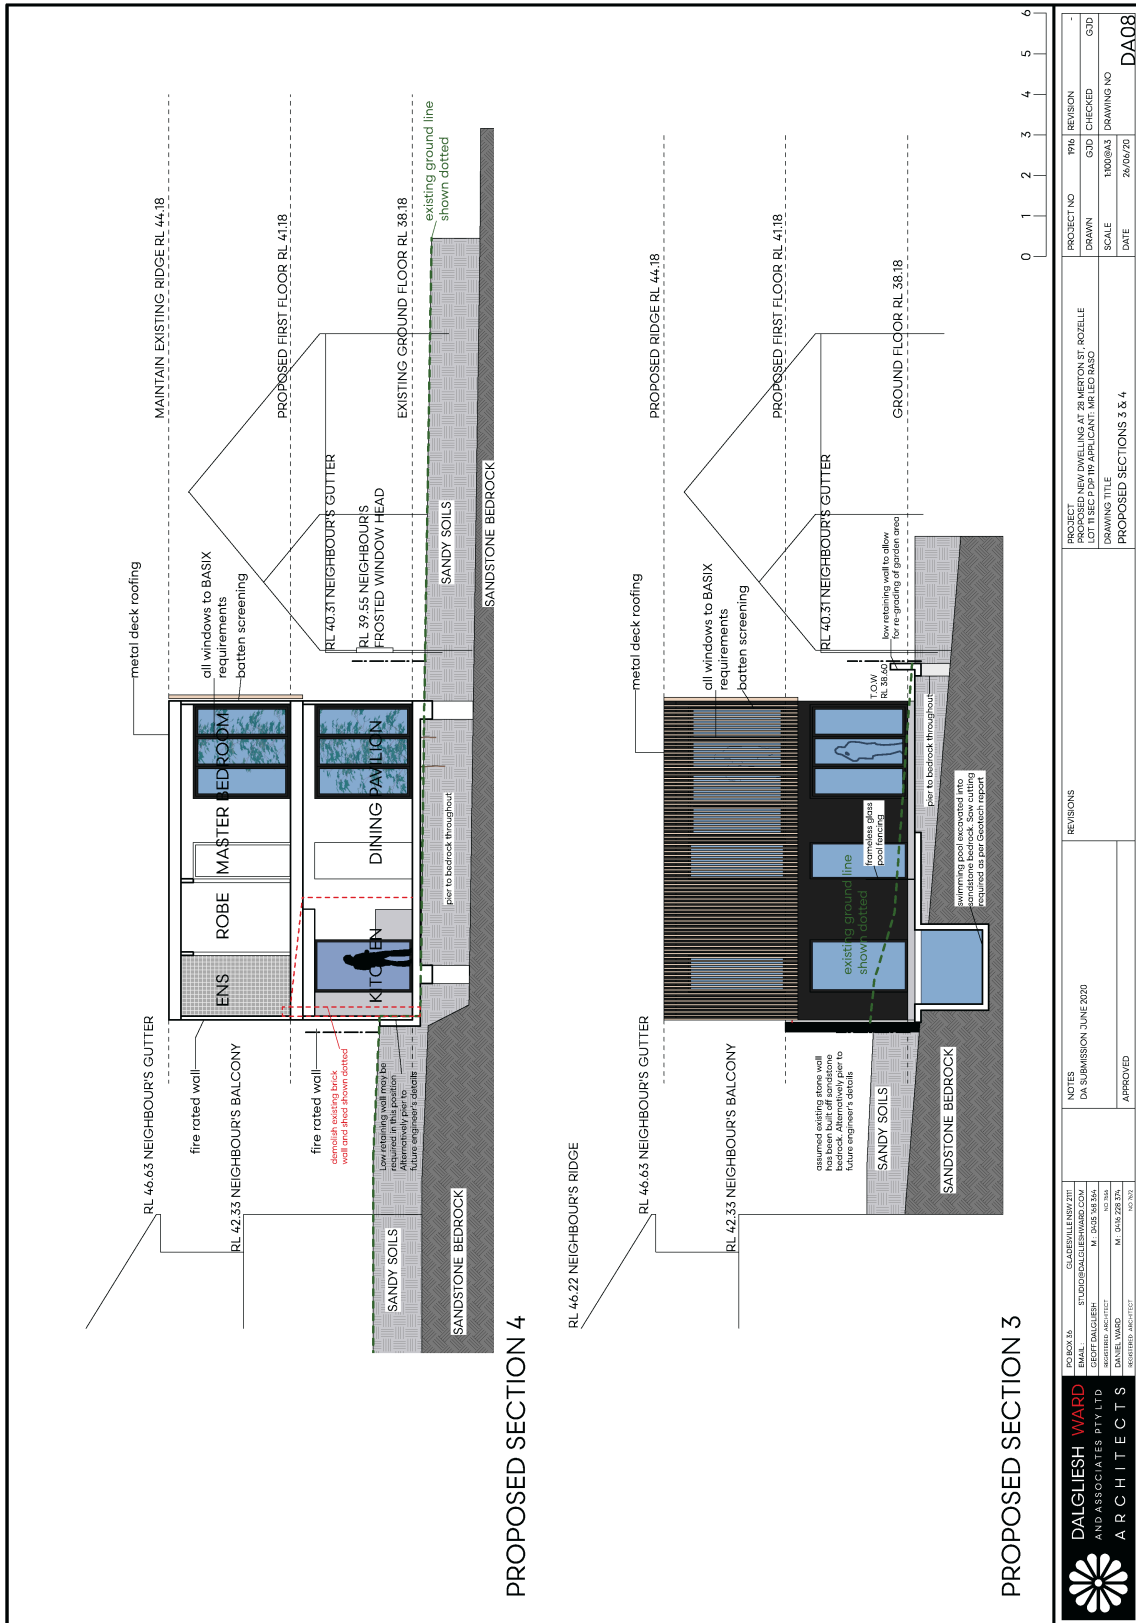 MAINTAIN EXISTING RIDGE RL 44.18
PROPOSED FIRST FLOOR RL 41.18
EXISTING GROUND FLOOR RL 38.18
existing ground line
shown dotted
metal deck roofing
all windows to BASIX
requirements
batten screening
RL 40.31 NEIGHBOUR'S GUTTER
RL 39.55 NEIGHBOUR'S
FROSTED WINDOW HEAD
SANDY SOILS
SANDSTONE BEDROCK
ENS
ROBE
MASTER BEDROOM
KITCHEN
DINING PAVILION
pier to bedrock throughout
RL 46.63 NEIGHBOUR'S GUTTER
fire rated wall
RL 42.33 NEIGHBOUR'S BALCONY
fire rated wall
demolish existing brick
wall and shed shown dotted
Low retaining wall may be
required in this position
Alternatively pier to
future engineer's details
SANDY SOILS
SANDSTONE BEDROCK
PROPOSED SECTION 4
RL 46.22 NEIGHBOUR'S RIDGE
RL 46.63 NEIGHBOUR'S GUTTER
RL 42.33 NEIGHBOUR'S BALCONY
PROPOSED RIDGE RL 44.18
PROPOSED FIRST FLOOR RL 41.18
GROUND FLOOR RL 38.18
metal deck roofing
all windows to BASIX
requirements
batten screening
RL 40.31 NEIGHBOUR'S GUTTER
T.O.W
RL 38.60
low retaining wall to allow
for re-grading of garden area
frameless glass
pool fencing
existing ground line
shown dotted
pier to bedrock throughout
swimming pool excavated into
sandstone bedrock. Saw cutting
required as per Geotech report
assumed existing stone wall
has been built off sandstone
bedrock. Alternatively pier to
future engineer's details
SANDY SOILS
SANDSTONE BEDROCK
PROPOSED SECTION 3
0 1 2 3 4 5 6
DALGLIESH WARD
AND ASSOCIATES PTY LTD
ARCHITECTS
PO BOX 36 GLADESVILLE NSW 2111
EMAIL: STUDIO@DALGLIESHWARD.COM
GEOFF DALGLIESH M: 0405 168 364
REGISTERED ARCHITECT
DANIEL WARD M: 0416 228 374
REGISTERED ARCHITECT
NOTES
DA SUBMISSION JUNE 2020
APPROVED
REVISIONS
PROJECT
PROPOSED NEW DWELLING AT 28 MERTON ST, ROZELLE
LOT 11 SEC P DP 119 APPLICANT: MR LEO RASO
DRAWING TITLE
PROPOSED SECTIONS 3 & 4
PROJECT NO 1916 REVISION -
DRAWN GJD CHECKED GJD
SCALE 1:100@A3 DRAWING NO
DATE 26/06/20 DA08